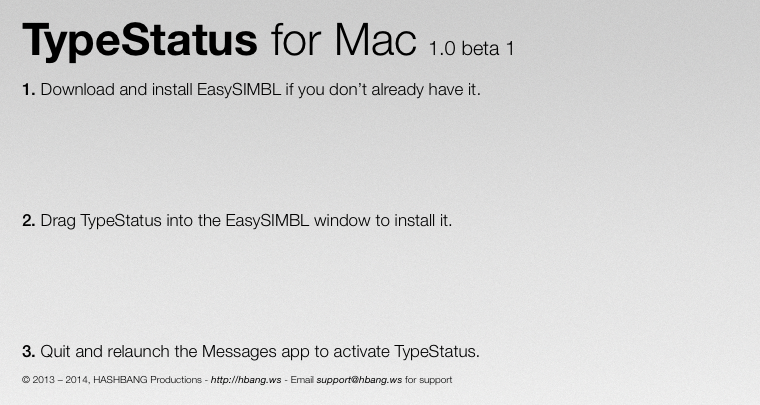 TypeStatus for Mac 1.0 beta 1
1. Download and install EasySIMBL if you don’t already have it.
2. Drag TypeStatus into the EasySIMBL window to install it.
3. Quit and relaunch the Messages app to activate TypeStatus.
© 2013 – 2014, HASHBANG Productions - http://hbang.ws - Email support@hbang.ws for support